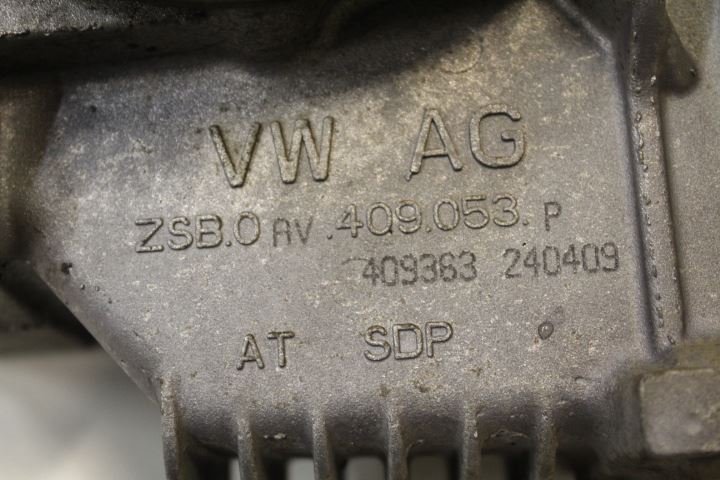 VW AG
ZSB.0 AV .409.053. P
409363 240409
AT SDP